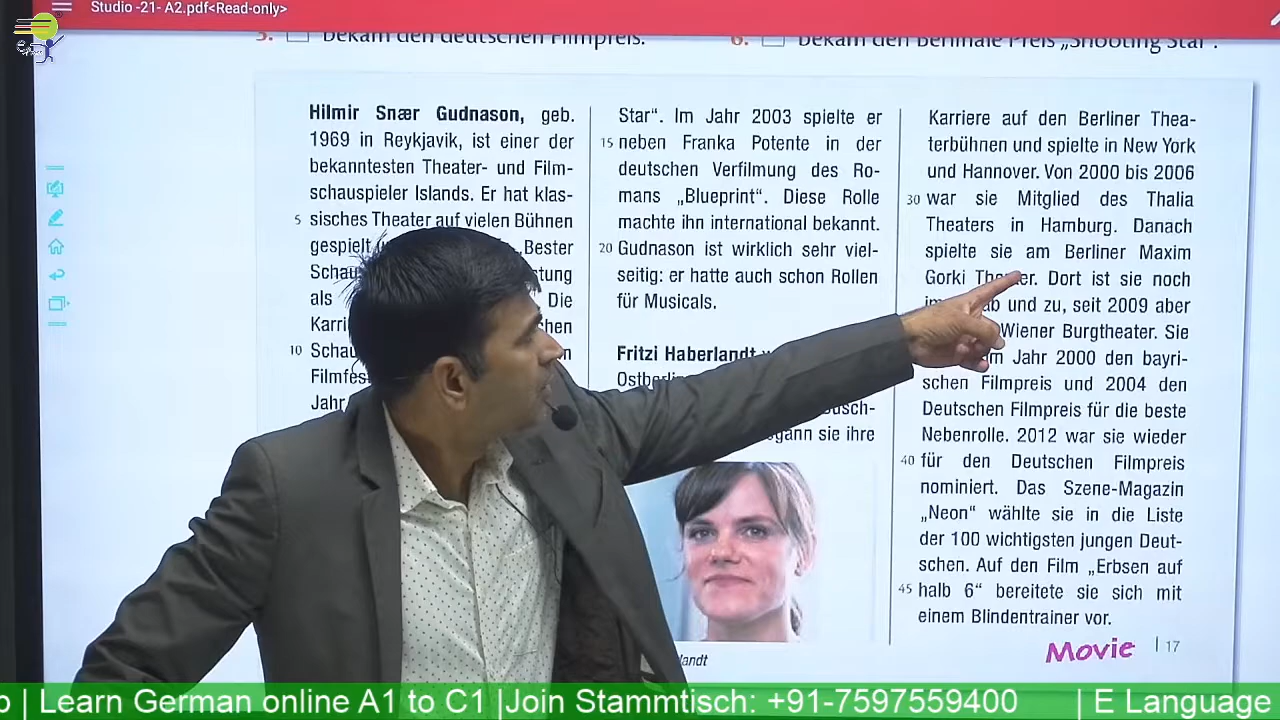 Studio -21- A2.pdf<Read-only>
5. bekam den deutschen Filmpreis.
6. bekam den Berlinale Preis „Shooting Star“.
Hilmir Snær Gudnason, geb.
1969 in Reykjavik, ist einer der
bekanntesten Theater- und Film-
schauspieler Islands. Er hat klas-
5 sisches Theater auf vielen Bühnen
gespielt „Bester
als Die
10
Filmfes
Jahr
Star“. Im Jahr 2003 spielte er
15 neben Franka Potente in der
deutschen Verfilmung des Ro-
mans „Blueprint“. Diese Rolle
machte ihn international bekannt.
20 Gudnason ist wirklich sehr viel-
seitig: er hatte auch schon Rollen
für Musicals.
Fritzi Haberlandt
sie ihre
landt
Karriere auf den Berliner Thea-
terbühnen und spielte in New York
und Hannover. Von 2000 bis 2006
30 war sie Mitglied des Thalia
Theaters in Hamburg. Danach
spielte sie am Berliner Maxim
Gorki Theater. Dort ist sie noch
ab und zu, seit 2009 aber
Wiener Burgtheater. Sie
Jahr 2000 den bayri-
schen Filmpreis und 2004 den
Deutschen Filmpreis für die beste
Nebenrolle. 2012 war sie wieder
40 für den Deutschen Filmpreis
nominiert. Das Szene-Magazin
„Neon“ wählte sie in die Liste
der 100 wichtigsten jungen Deut-
schen. Auf den Film „Erbsen auf
45 halb 6“ bereitete sie sich mit
einem Blindentrainer vor.
Movie | 17
| Learn German online A1 to C1 |Join Stammtisch: +91-7597559400 | E Language